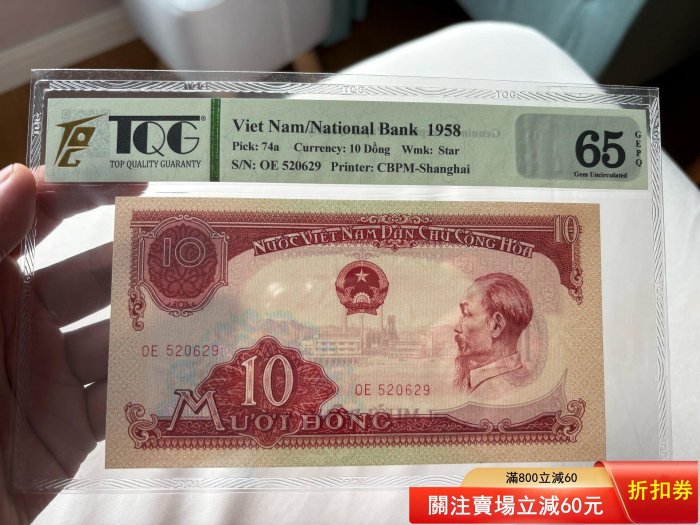 TQG
TOP QUALITY GUARANTY
Viet Nam/National Bank 1958
Pick: 74a Currency: 10 Dồng Wmk: Star
S/N: OE 520629 Printer: CBPM-Shanghai
65
GEPQ
Gem Uncirculated
TQG
10
NƯỚC VIỆT NAM DÂN CHỦ CỘNG HÒA
10
OE 520629
10
OE 520629
MƯỜI ĐỒNG
滿800立減60
關注賣場立減60元
折扣券